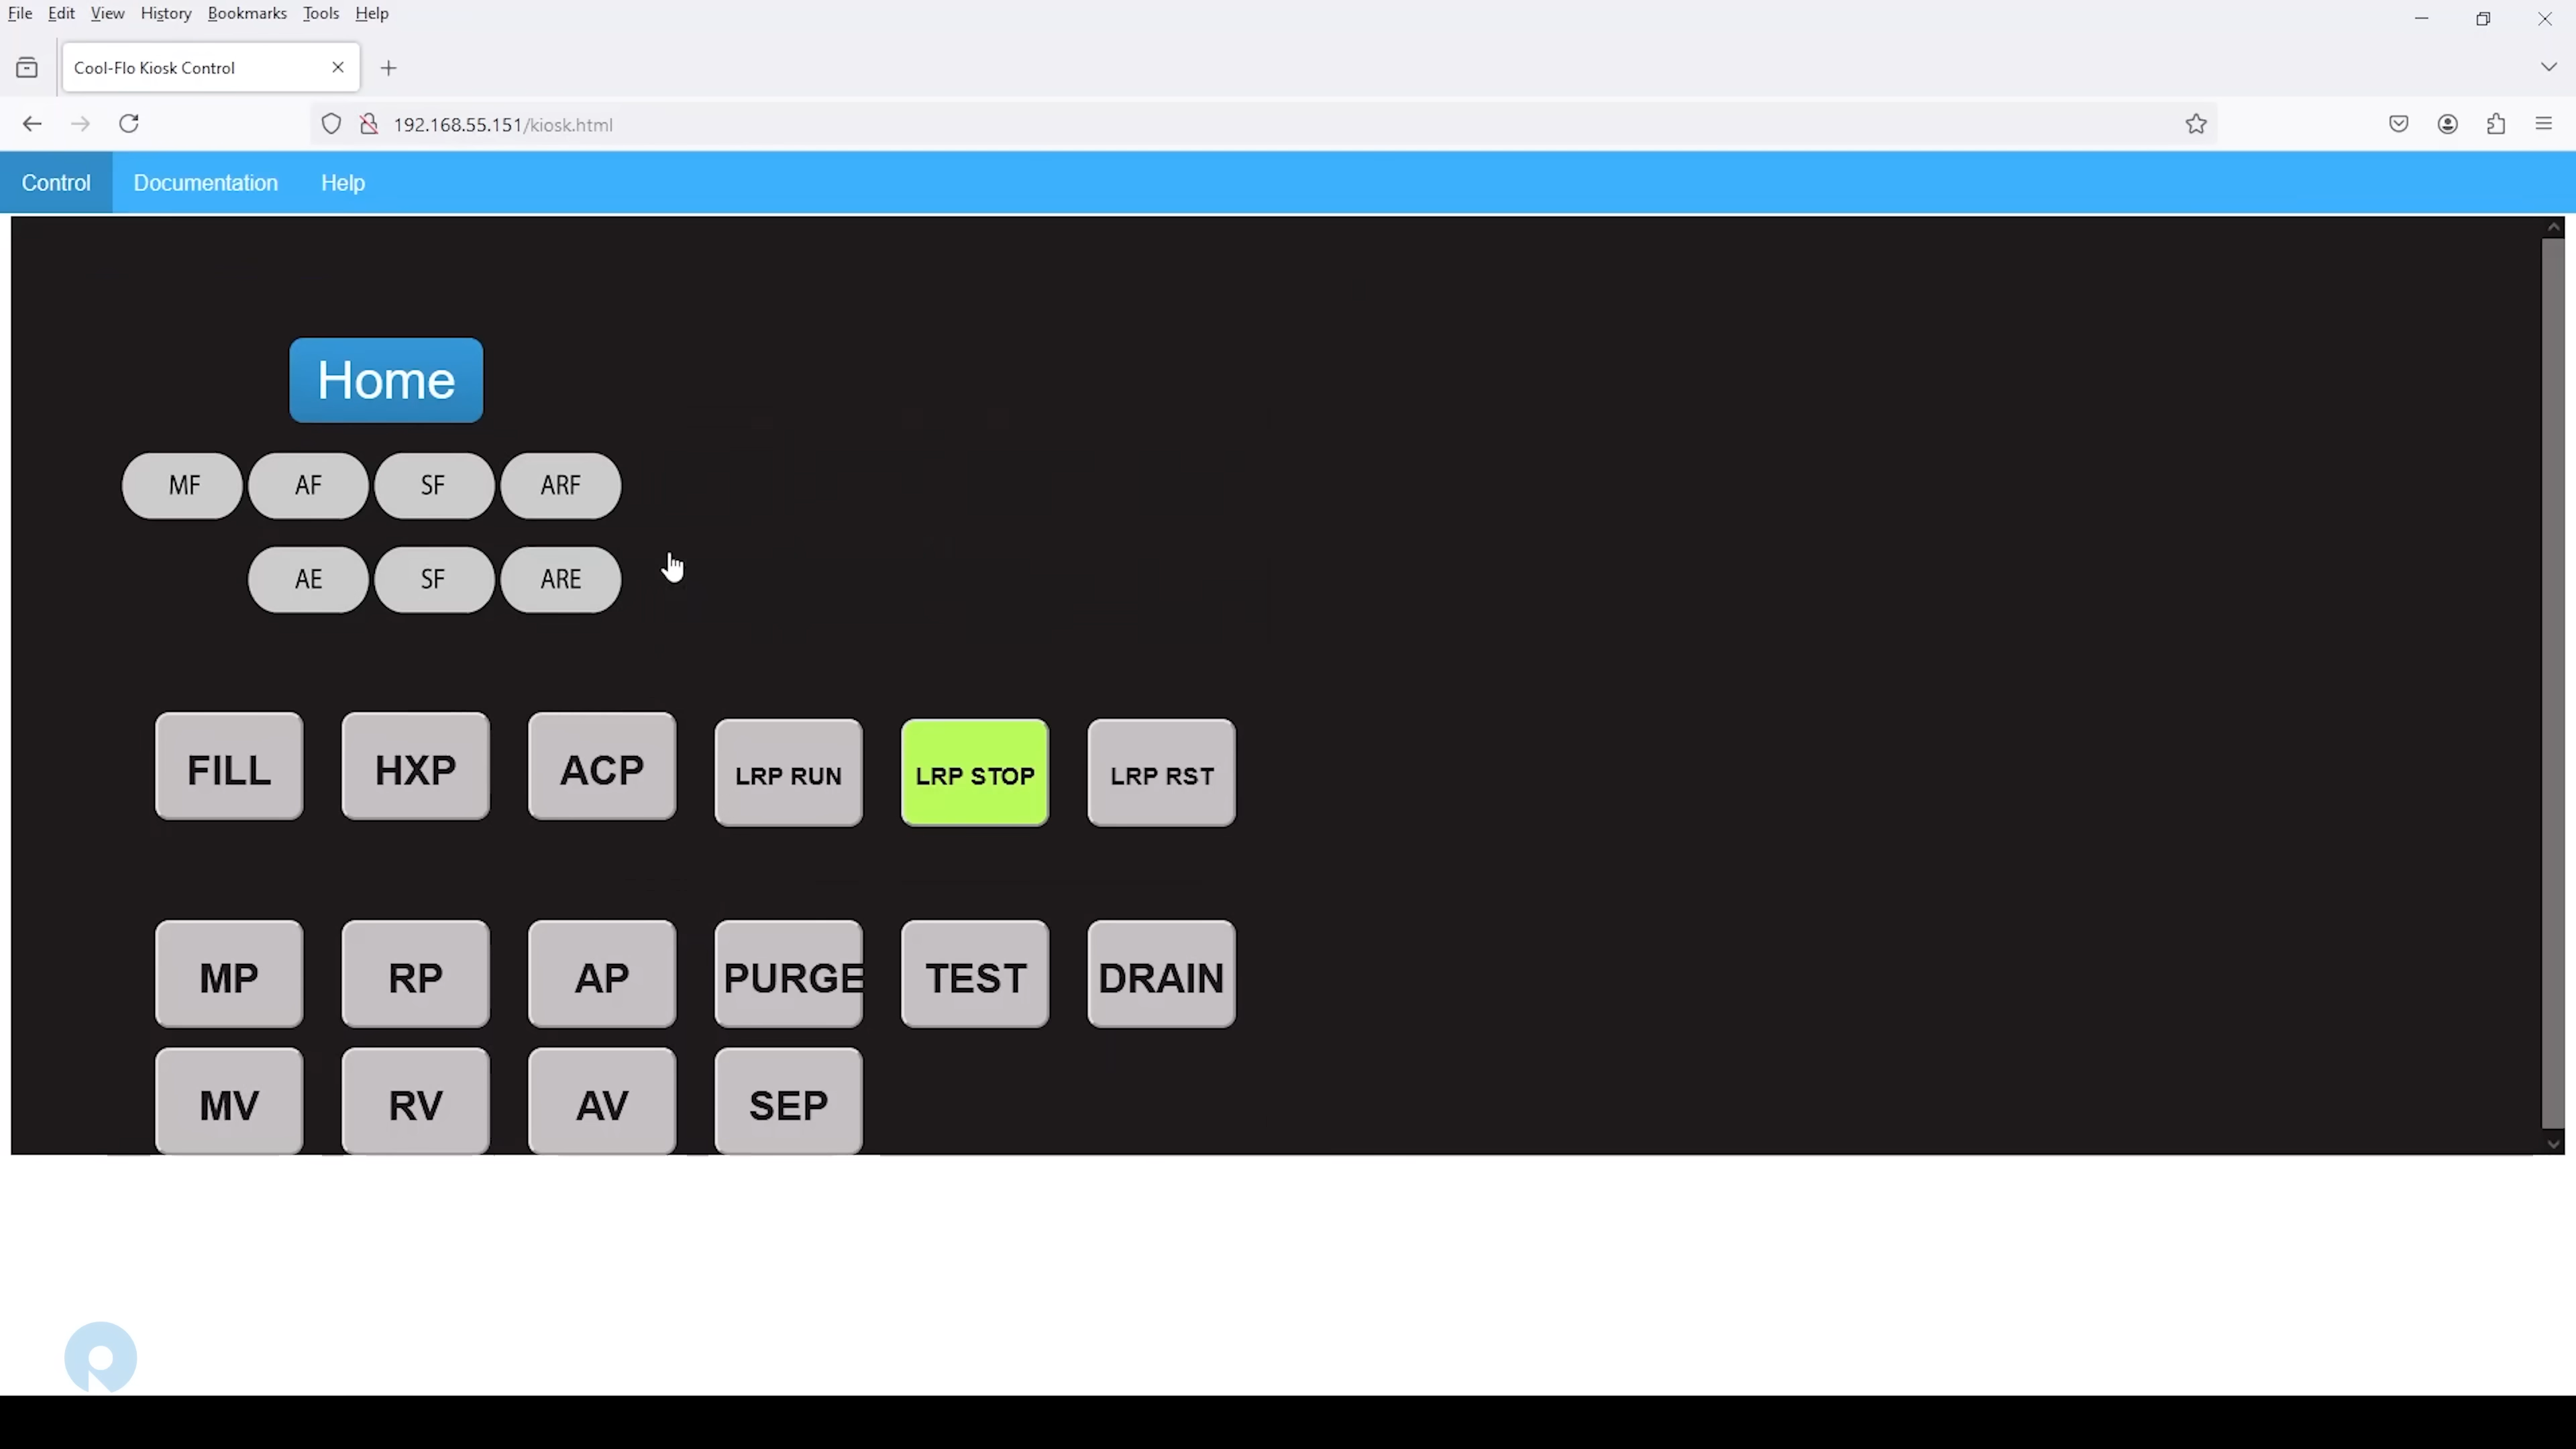 File Edit View History Bookmarks Tools Help
Cool-Flo Kiosk Control
192.168.55.151/kiosk.html
Control Documentation Help
Home
MF AF SF ARF
AE SF ARE
FILL HXP ACP LRP RUN LRP STOP LRP RST
MP RP AP PURGE TEST DRAIN
MV RV AV SEP